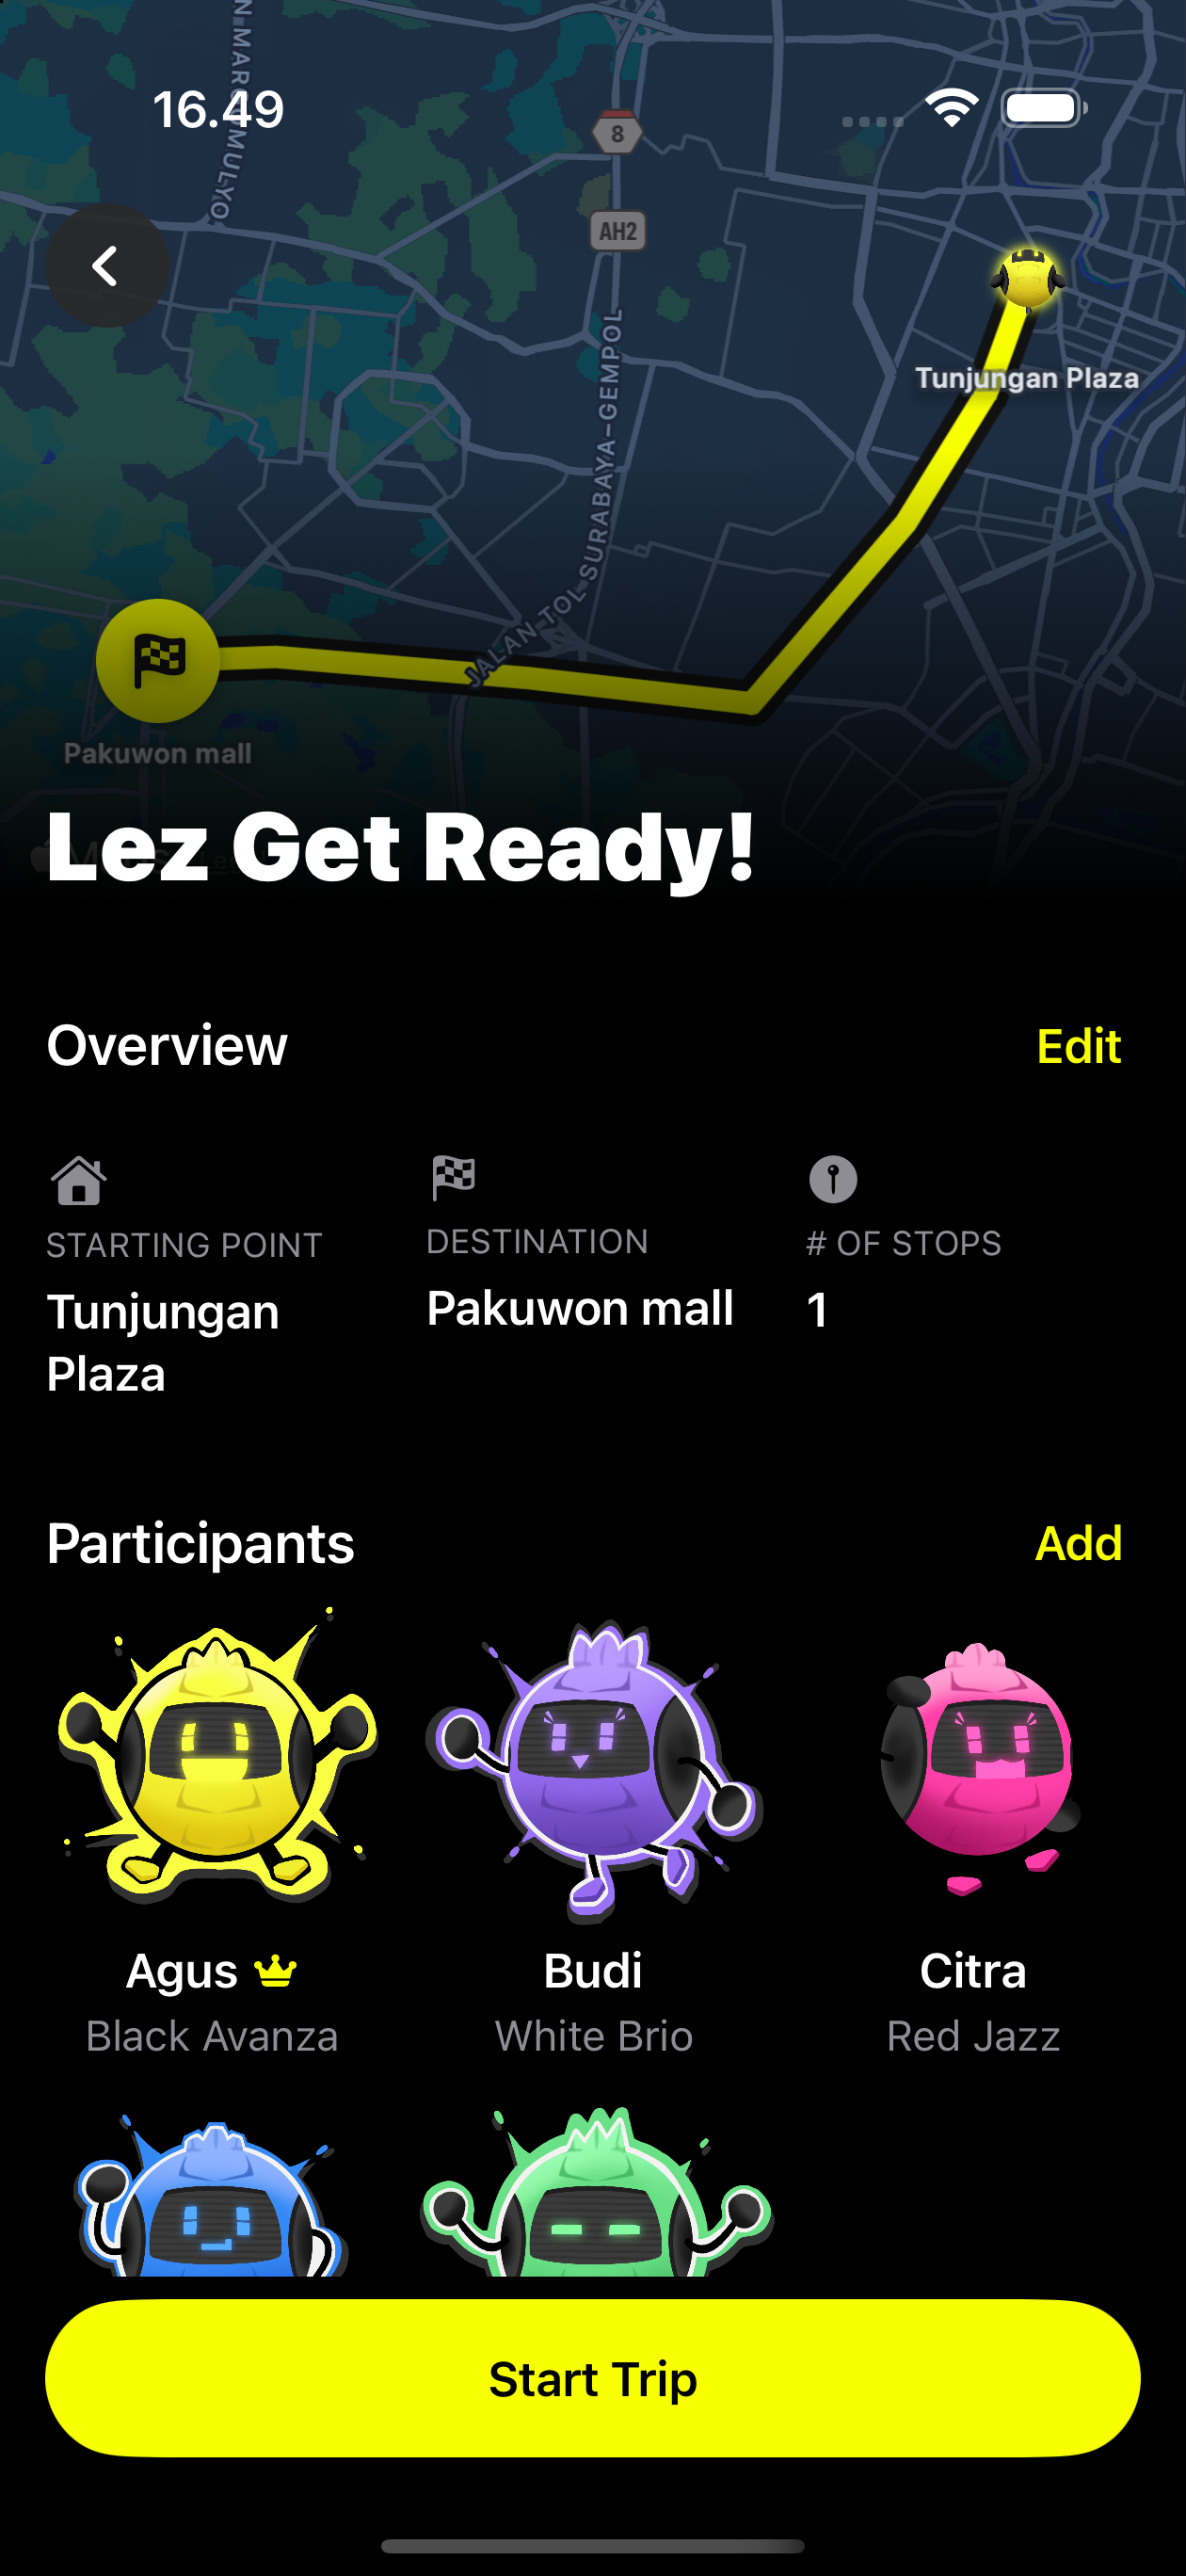 16.49
8
AH2
JALAN TOL SURABAYA–GEMPOL
Tunjungan Plaza
Pakuwon mall
Lez Get Ready!
Overview
Edit
STARTING POINT
DESTINATION
# OF STOPS
Tunjungan
Plaza
Pakuwon mall
1
Participants
Add
Agus
Budi
Citra
Black Avanza
White Brio
Red Jazz
Start Trip